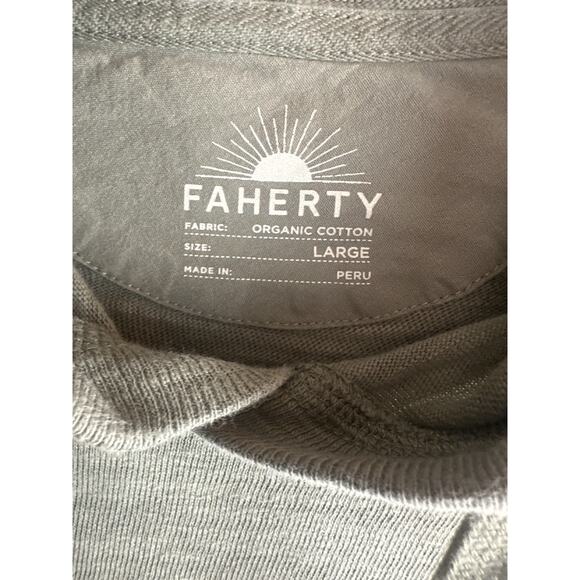 FAHERTY
FABRIC: ORGANIC COTTON
SIZE: LARGE
MADE IN: PERU